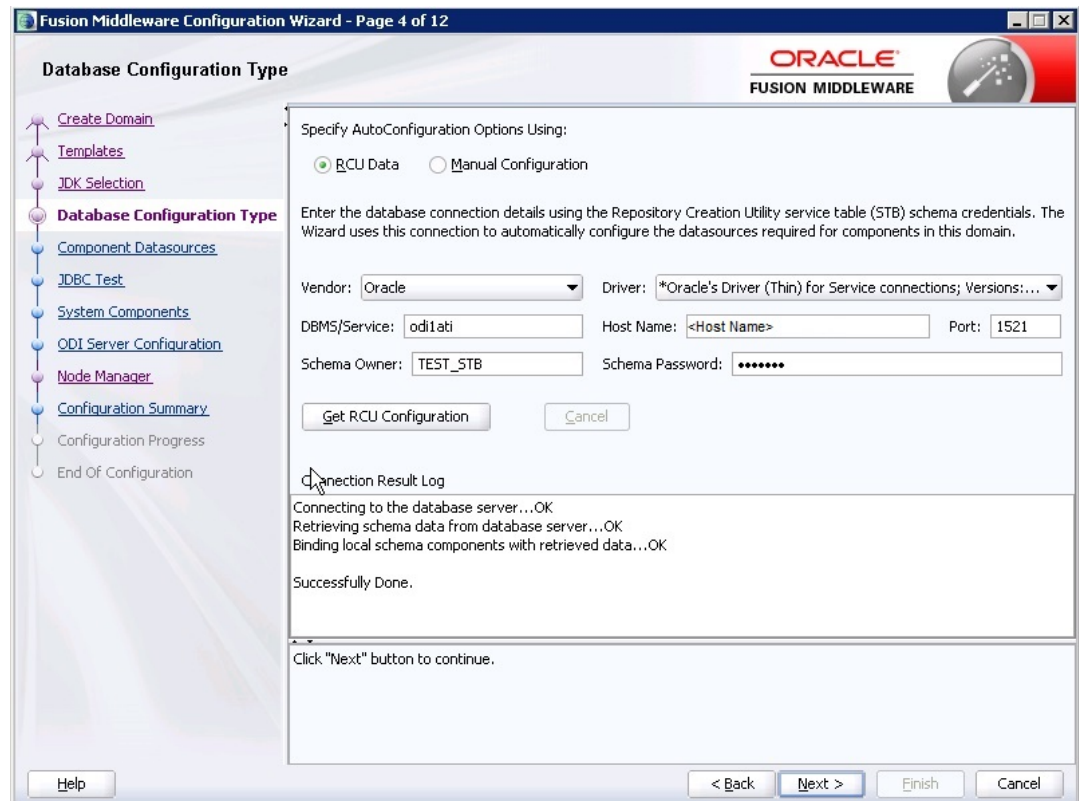 Fusion Middleware Configuration Wizard - Page 4 of 12
Database Configuration Type
ORACLE
FUSION MIDDLEWARE
Create Domain
Templates
JDK Selection
Database Configuration Type
Component Datasources
JDBC Test
System Components
ODI Server Configuration
Node Manager
Configuration Summary
Configuration Progress
End Of Configuration
Specify AutoConfiguration Options Using:
RCU Data Manual Configuration
Enter the database connection details using the Repository Creation Utility service table (STB) schema credentials. The
Wizard uses this connection to automatically configure the datasources required for components in this domain.
Vendor: Oracle Driver: *Oracle's Driver (Thin) for Service connections; Versions:...
DBMS/Service: odi1ati Host Name: <Host Name> Port: 1521
Schema Owner: TEST_STB Schema Password: •••••••
Get RCU Configuration Cancel
Connection Result Log
Connecting to the database server...OK
Retrieving schema data from database server...OK
Binding local schema components with retrieved data...OK
Successfully Done.
Click "Next" button to continue.
Help < Back Next > Finish Cancel